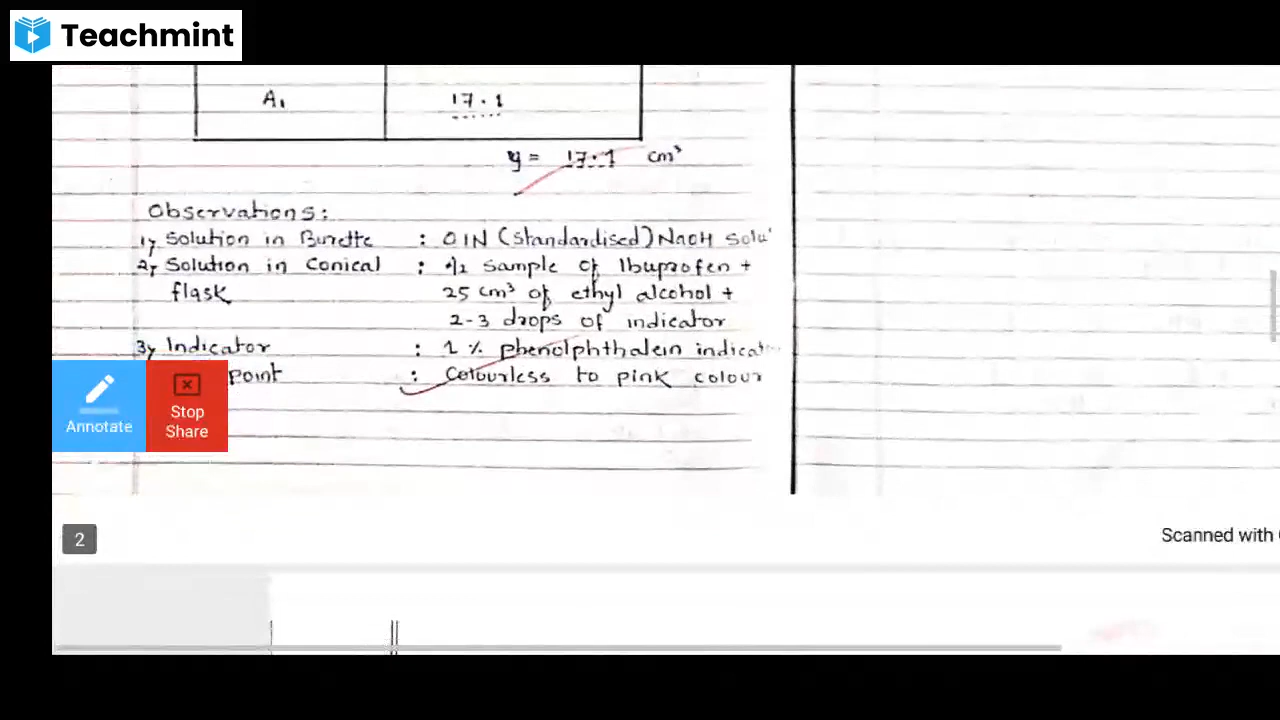 Teachmint
A₁ 17.1
y = 17.1 cm³
Observations:
1) Solution in Burette : 0.1N (Standardised) NaOH solu
2) Solution in Conical : sample of Ibuprofen +
flask 25 cm³ of ethyl alcohol +
2-3 drops of indicator
3) Indicator : 1 % phenolphthalein indicat
point : Colourless to pink colour
Annotate
Stop
Share
2
Scanned with